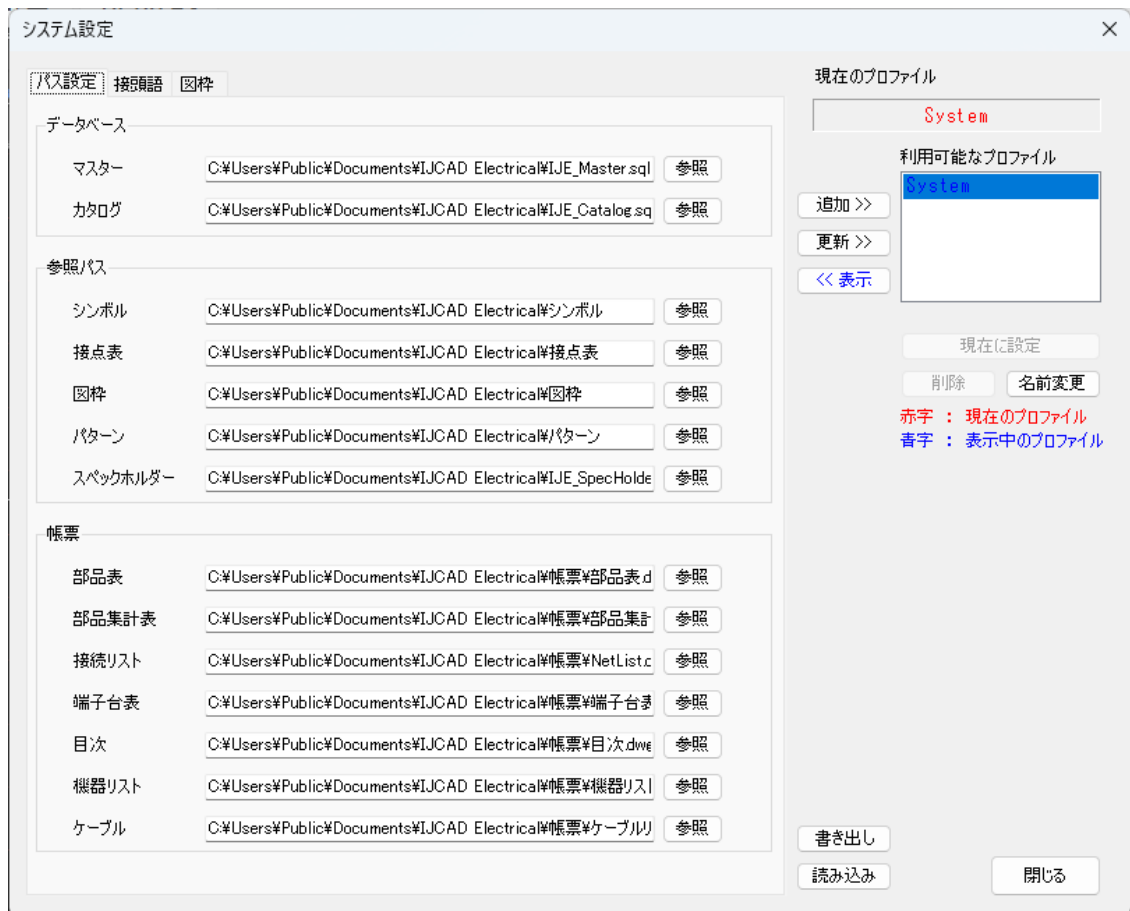 システム設定
パス設定 接頭語 図枠
データベース
マスター C:¥Users¥Public¥Documents¥IJCAD Electrical¥IJE_Master.sql 参照
カタログ C:¥Users¥Public¥Documents¥IJCAD Electrical¥IJE_Catalog.sq 参照
参照パス
シンボル C:¥Users¥Public¥Documents¥IJCAD Electrical¥シンボル 参照
接点表 C:¥Users¥Public¥Documents¥IJCAD Electrical¥接点表 参照
図枠 C:¥Users¥Public¥Documents¥IJCAD Electrical¥図枠 参照
パターン C:¥Users¥Public¥Documents¥IJCAD Electrical¥パターン 参照
スペックホルダー C:¥Users¥Public¥Documents¥IJCAD Electrical¥IJE_SpecHolde 参照
帳票
部品表 C:¥Users¥Public¥Documents¥IJCAD Electrical¥帳票¥部品表.d 参照
部品集計表 C:¥Users¥Public¥Documents¥IJCAD Electrical¥帳票¥部品集計 参照
接続リスト C:¥Users¥Public¥Documents¥IJCAD Electrical¥帳票¥NetList.c 参照
端子台表 C:¥Users¥Public¥Documents¥IJCAD Electrical¥帳票¥端子台表 参照
目次 C:¥Users¥Public¥Documents¥IJCAD Electrical¥帳票¥目次.dwg 参照
機器リスト C:¥Users¥Public¥Documents¥IJCAD Electrical¥帳票¥機器リス 参照
ケーブル C:¥Users¥Public¥Documents¥IJCAD Electrical¥帳票¥ケーブルリ 参照
現在のプロファイル
System
利用可能なプロファイル
System
追加 >>
更新 >>
<< 表示
現在に設定
削除 名前変更
赤字 : 現在のプロファイル
青字 : 表示中のプロファイル
書き出し
読み込み
閉じる